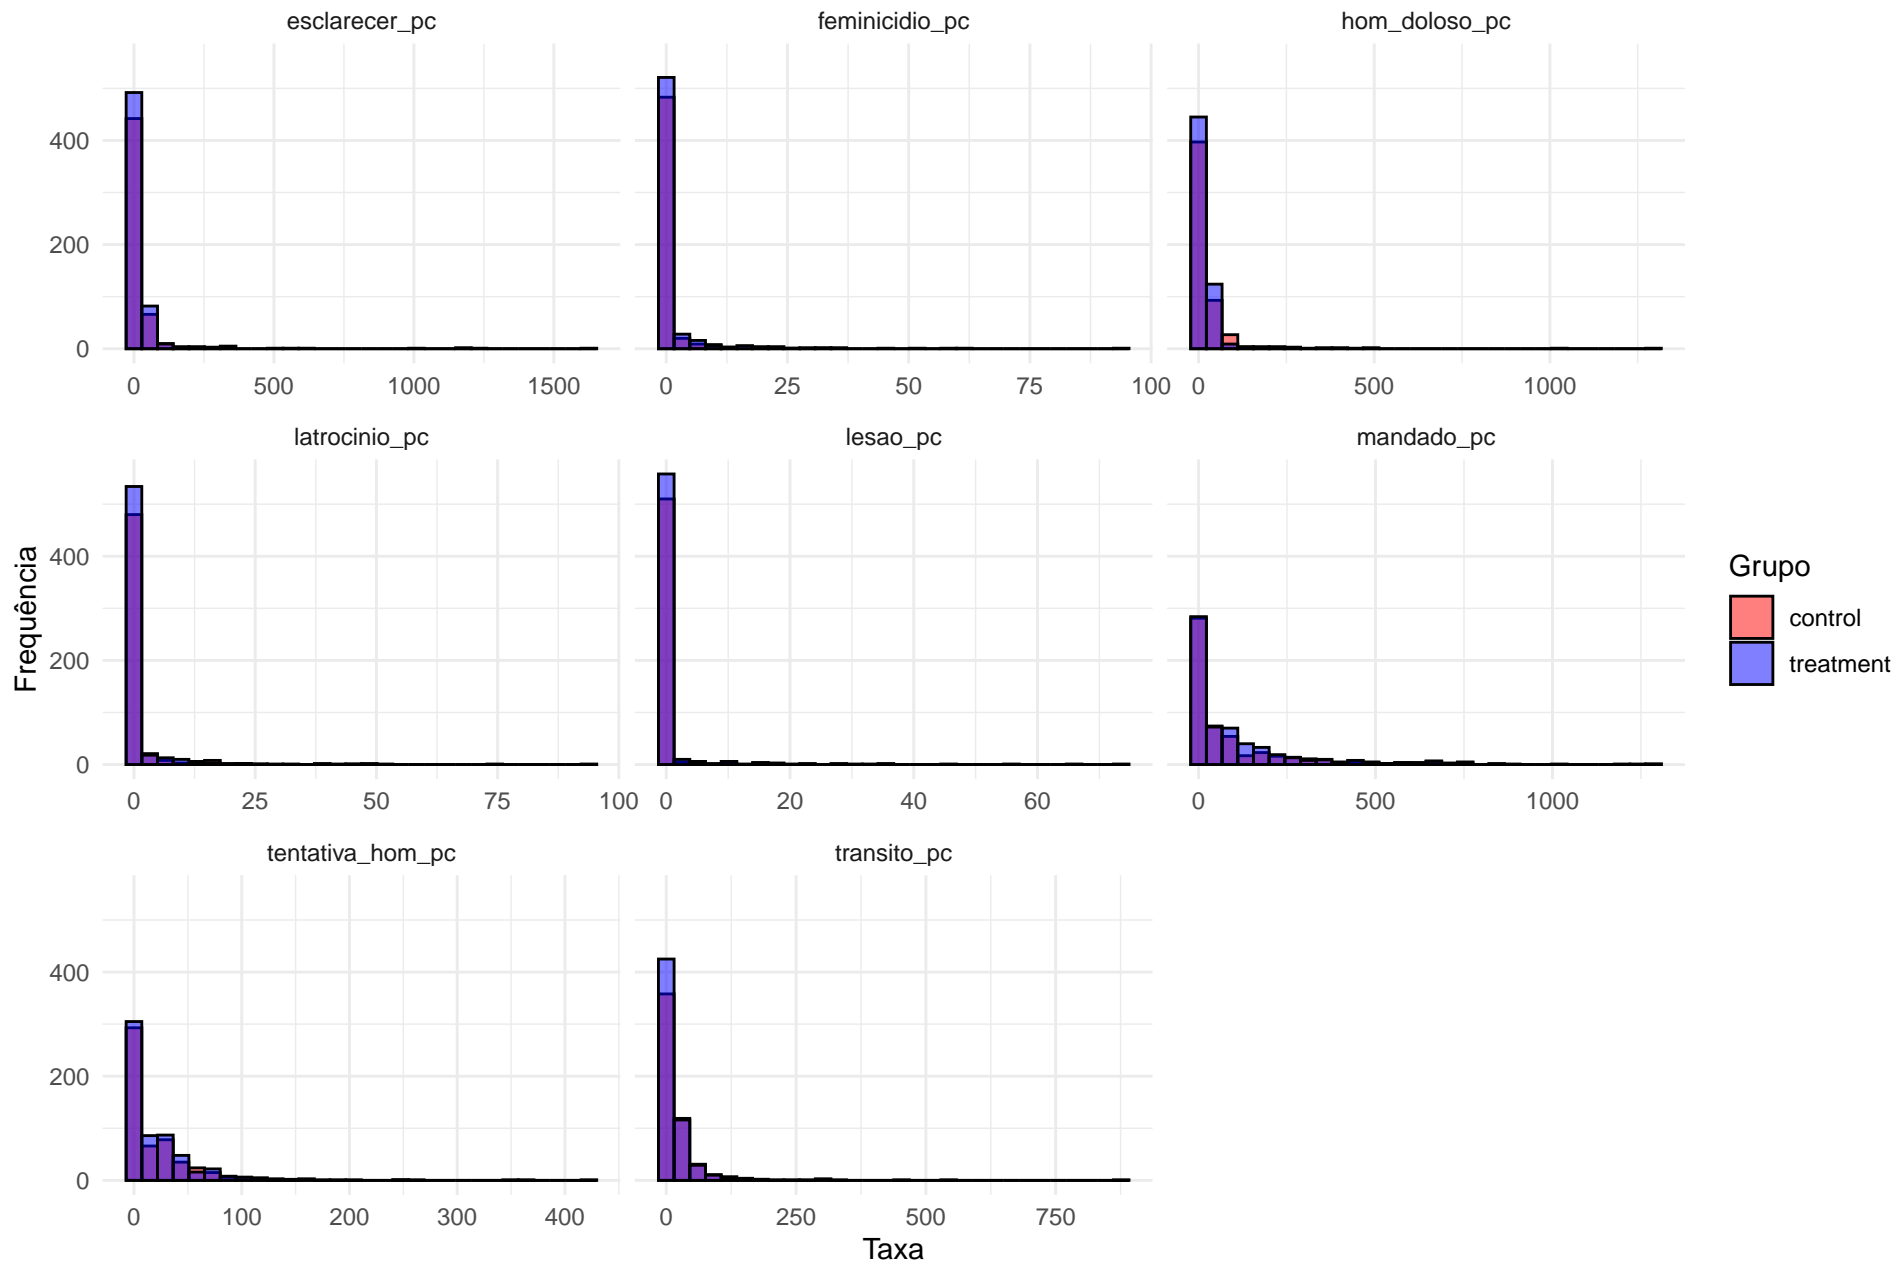 esclarecer_pc feminicidio_pc hom_doloso_pc
400
200
0
0 500 1000 1500 0 25 50 75 100 0 500 1000
latrocinio_pc lesao_pc mandado_pc
400
200
0
0 25 50 75 100 0 20 40 60 0 500 1000
tentativa_hom_pc transito_pc
400
200
0
0 100 200 300 400 0 250 500 750
Taxa
Frequência
Grupo
control
treatment